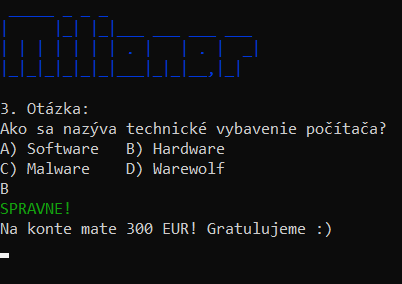 Milionar
3. Otázka:
Ako sa nazýva technické vybavenie počítača?
A) Software   B) Hardware
C) Malware    D) Warewolf
B
SPRAVNE!
Na konte mate 300 EUR! Gratulujeme :)